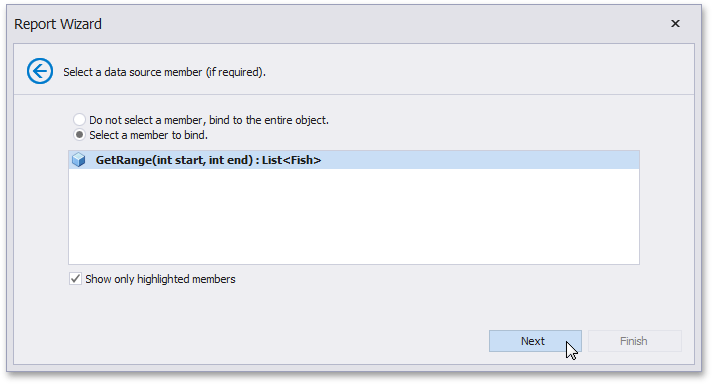 Report Wizard
Select a data source member (if required).
Do not select a member, bind to the entire object.
Select a member to bind.
GetRange(int start, int end) : List<Fish>
Show only highlighted members
Next
Finish